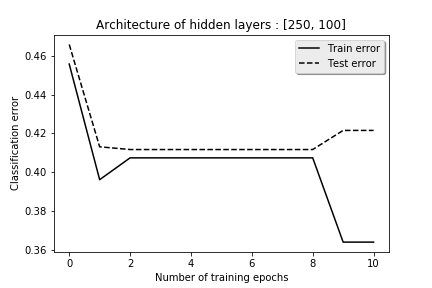 Architecture of hidden layers : [250, 100]
Train error
Test error
0.46
0.44
0.42
0.40
0.38
0.36
Classification error
0 2 4 6 8 10
Number of training epochs